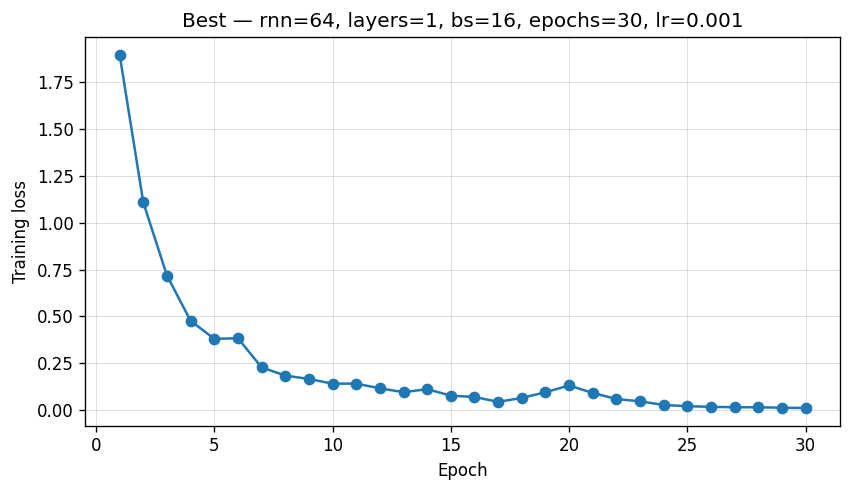 Best — rnn=64, layers=1, bs=16, epochs=30, lr=0.001
Training loss
1.75
1.50
1.25
1.00
0.75
0.50
0.25
0.00
0 5 10 15 20 25 30
Epoch